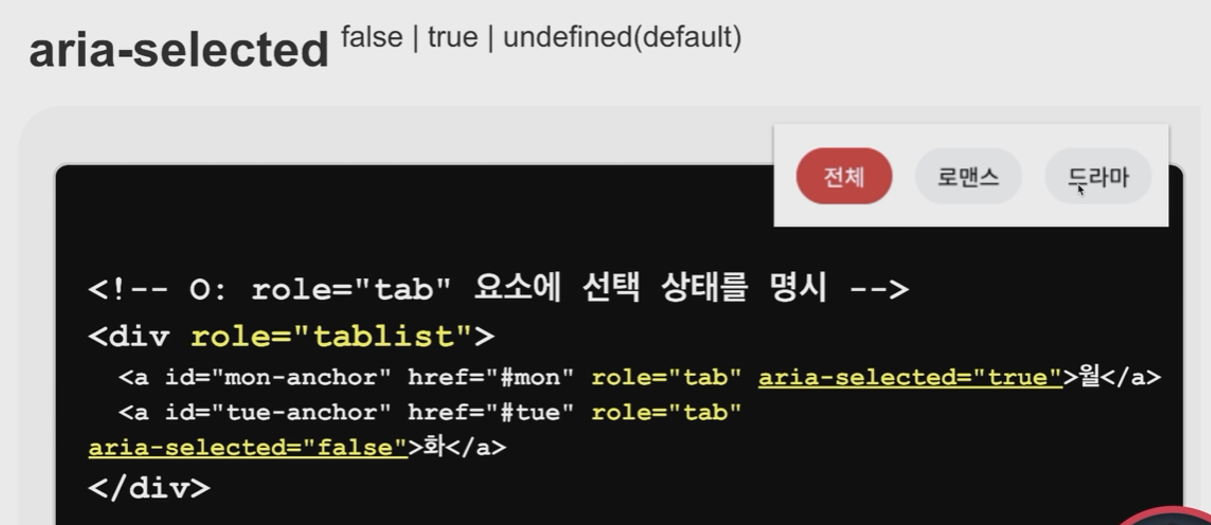 aria-selected false | true | undefined(default)
전체 로맨스 드라마
<!-- O: role="tab" 요소에 선택 상태를 명시 -->
<div role="tablist">
<a id="mon-anchor" href="#mon" role="tab" aria-selected="true">월</a>
<a id="tue-anchor" href="#tue" role="tab"
aria-selected="false">화</a>
</div>